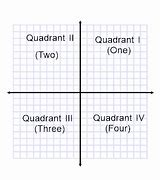 Quadrant II
(Two)
Quadrant I
(One)
Quadrant III
(Three)
Quadrant IV
(Four)